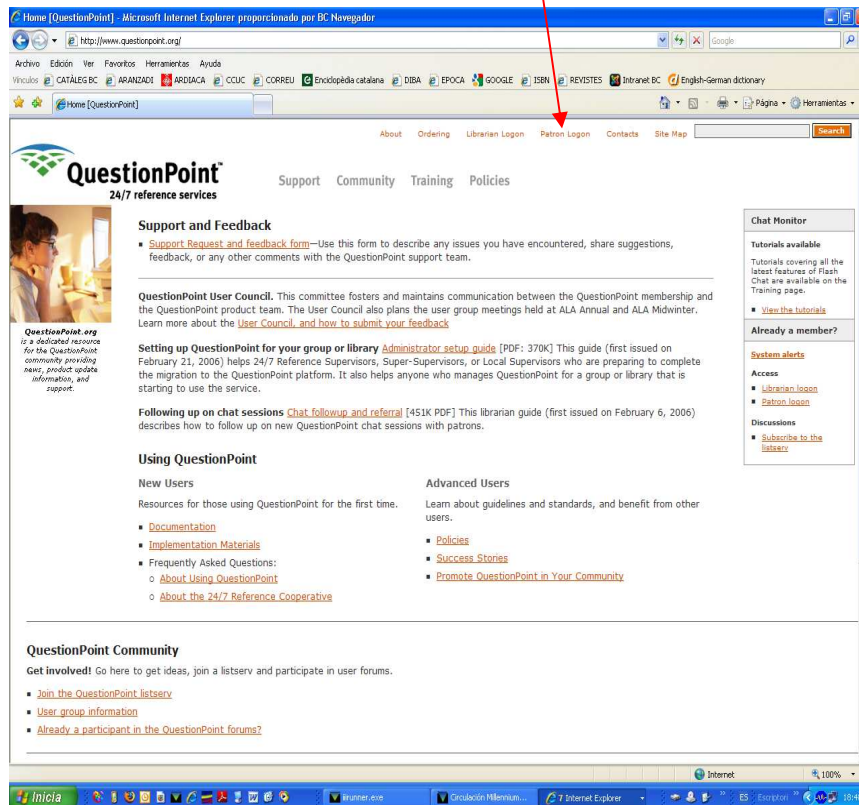 Home [QuestionPoint] - Microsoft Internet Explorer proporcionado por BC Navegador
http://www.questionpoint.org/
Google
Archivo Edición Ver Favoritos Herramientas Ayuda
Vínculos CATÀLEG BC ARANZADI ARDIACA CCUC CORREU Enciclopèdia catalana DIBA EPOCA GOOGLE ISBN REVISTES Intranet BC English-German dictionary
Home [QuestionPoint]
Página Herramientas
About Ordering Librarian Logon Patron Logon Contacts Site Map Search
QuestionPoint™
24/7 reference services
Support Community Training Policies
QuestionPoint.org
is a dedicated resource
for the QuestionPoint
community providing
news, product update
information, and
support.
Support and Feedback
Support Request and feedback form—Use this form to describe any issues you have encountered, share suggestions,
feedback, or any other comments with the QuestionPoint support team.
QuestionPoint User Council. This committee fosters and maintains communication between the QuestionPoint membership and
the QuestionPoint product team. The User Council also plans the user group meetings held at ALA Annual and ALA Midwinter.
Learn more about the User Council, and how to submit your feedback
Setting up QuestionPoint for your group or library Administrator setup guide [PDF: 370K] This guide (first issued on
February 21, 2006) helps 24/7 Reference Supervisors, Super-Supervisors, or Local Supervisors who are preparing to complete
the migration to the QuestionPoint platform. It also helps anyone who manages QuestionPoint for a group or library that is
starting to use the service.
Following up on chat sessions Chat followup and referral [451K PDF] This librarian guide (first issued on February 6, 2006)
describes how to follow up on new QuestionPoint chat sessions with patrons.
Using QuestionPoint
New Users
Resources for those using QuestionPoint for the first time.
Documentation
Implementation Materials
Frequently Asked Questions:
About Using QuestionPoint
About the 24/7 Reference Cooperative
Advanced Users
Learn about guidelines and standards, and benefit from other
users.
Policies
Success Stories
Promote QuestionPoint in Your Community
Chat Monitor
Tutorials available
Tutorials covering all the
latest features of Flash
Chat are available on the
Training page.
View the tutorials
Already a member?
System alerts
Access
Librarian logon
Patron logon
Discussions
Subscribe to the
listserv
QuestionPoint Community
Get involved! Go here to get ideas, join a listserv and participate in user forums.
Join the QuestionPoint listserv
User group information
Already a participant in the QuestionPoint forums?
Internet 100%
Inicia iirunner.exe Circulación Millennium... 7 Internet Explorer ES Escriptori